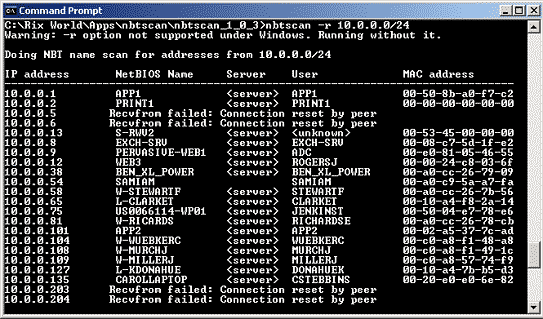 Command Prompt
C:\Rix World\Apps\nbtscan\nbtscan_1_0_3>nbtscan -r 10.0.0.0/24
Warning: -r option not supported under Windows. Running without it.
Doing NBT name scan for addresses from 10.0.0.0/24
IP address NetBIOS Name Server User MAC address
10.0.0.1 APP1 <server> APP1 00-50-8b-a0-f7-c2
10.0.0.2 PRINT1 <server> PRINT1 00-00-00-00-00-00
10.0.0.5 Recvfrom failed: Connection reset by peer
10.0.0.6 Recvfrom failed: Connection reset by peer
10.0.0.13 S-RWU2 <server> <unknown> 00-53-45-00-00-00
10.0.0.8 EXCH-SRV <server> EXCH-SRV 00-08-c7-5d-1f-e2
10.0.0.9 PERVASIVE-WEB1 <server> ADC 00-e0-81-05-46-55
10.0.0.12 WEB3 <server> ROGERSJ 00-00-24-c8-03-6f
10.0.0.38 BEN_XL_POWER <server> BEN_XL_POWER 00-a0-cc-26-79-09
10.0.0.54 SAMIAM SAMIAM 00-a0-c9-5a-a7-fa
10.0.0.58 W-STEWARTF <server> STEWARTF 00-a0-cc-26-7b-56
10.0.0.65 L-CLARKET <server> CLARKET 00-10-a4-f8-2a-14
10.0.0.75 US0066114-WP01 <server> JENKINST 00-50-04-e7-78-e6
10.0.0.81 W-RICARDS <server> RICHARDSE 00-a0-cc-26-78-cb
10.0.0.101 APP2 <server> APP2 00-02-a5-37-7c-ad
10.0.0.104 W-WUEBKERC <server> WUEBKERC 00-c0-a8-f1-48-a8
10.0.0.108 W-MURCHJ <server> MURCHJ 00-c0-a8-f1-49-1c
10.0.0.109 W-MILLERJ <server> MILLERJ 00-c0-a8-57-74-f9
10.0.0.127 L-KDONAHUE <server> DONAHUEK 00-10-a4-7b-b5-d3
10.0.0.135 CAROLLAPTOP <server> CSTEBBINS 00-20-e0-e0-6e-82
10.0.0.203 Recvfrom failed: Connection reset by peer
10.0.0.204 Recvfrom failed: Connection reset by peer